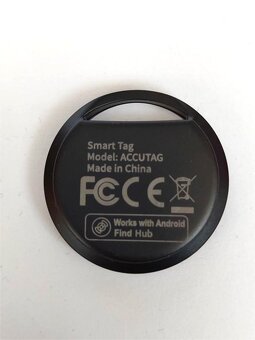 Smart Tag
Model: ACCUTAG
Made in China
FC CE
Works with Android
Find Hub